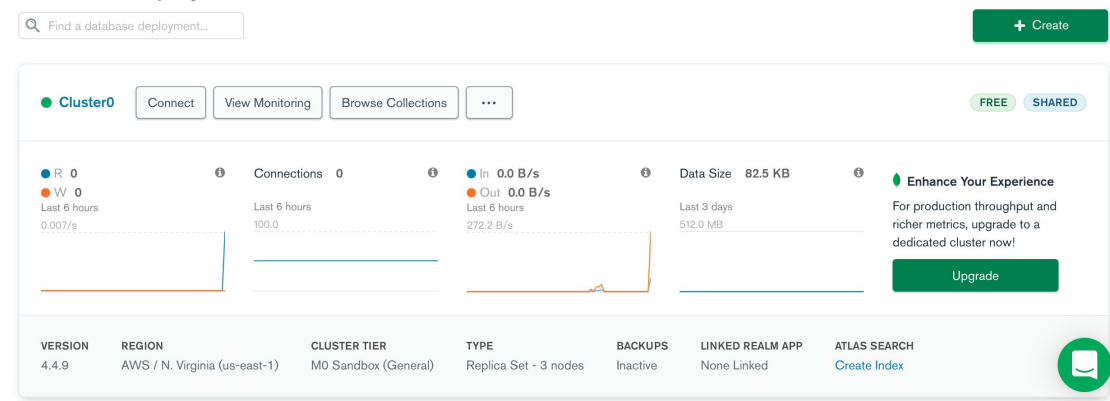 Find a database deployment...
+ Create
Cluster0
Connect
View Monitoring
Browse Collections
...
FREE
SHARED
R 0
W 0
Last 6 hours
0.007/s
Connections 0
Last 6 hours
100.0
In 0.0 B/s
Out 0.0 B/s
Last 6 hours
272.2 B/s
Data Size 82.5 KB
Last 3 days
512.0 MB
Enhance Your Experience
For production throughput and
richer metrics, upgrade to a
dedicated cluster now!
Upgrade
VERSION
4.4.9
REGION
AWS / N. Virginia (us-east-1)
CLUSTER TIER
M0 Sandbox (General)
TYPE
Replica Set - 3 nodes
BACKUPS
Inactive
LINKED REALM APP
None Linked
ATLAS SEARCH
Create Index